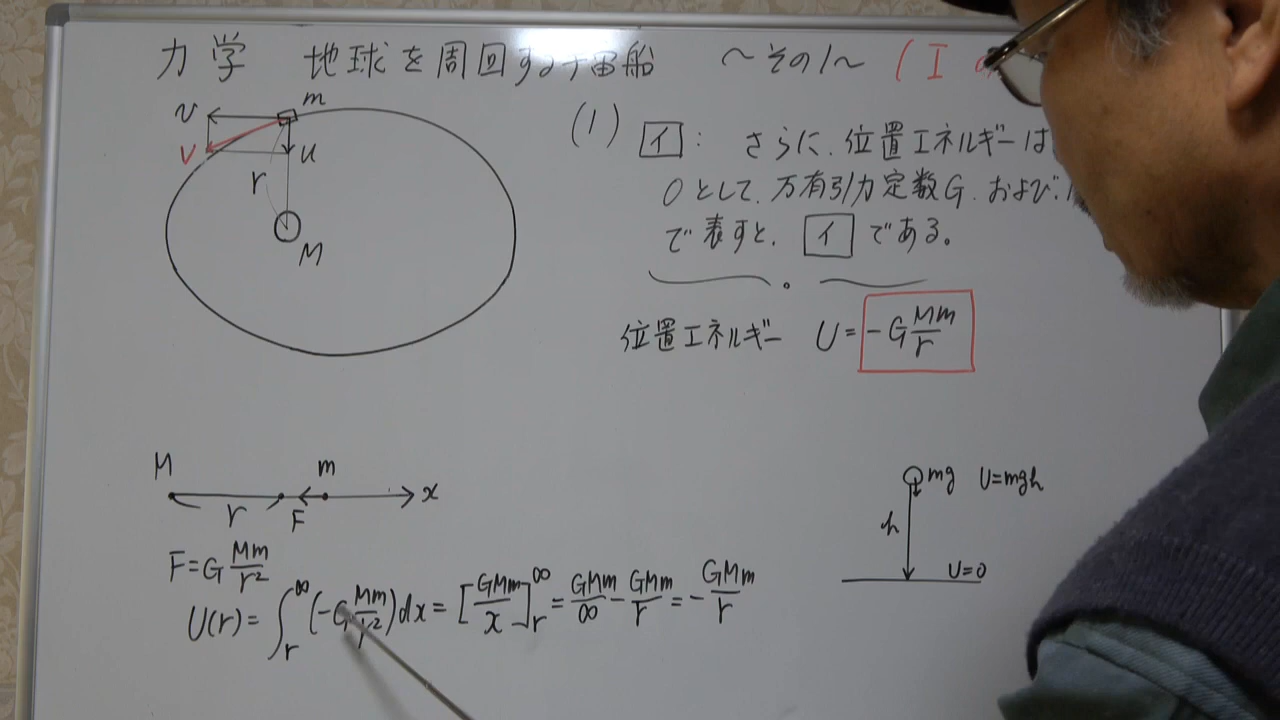 力学 地球を周回する宇宙船 〜その1〜 (I
v m
V u
r
M
(1) イ: さらに、位置エネルギーは
0として、万有引力定数G、および、
で表すと、イである。
位置エネルギー U = -G Mm/r
M m
r F x
F = G Mm/r²
U(r) = ∫_r^∞ (-G Mm/r²)dx = [GMm/x]_r^∞ = GMm/∞ - GMm/r = - GMm/r
mg U=mgh
h
U=0